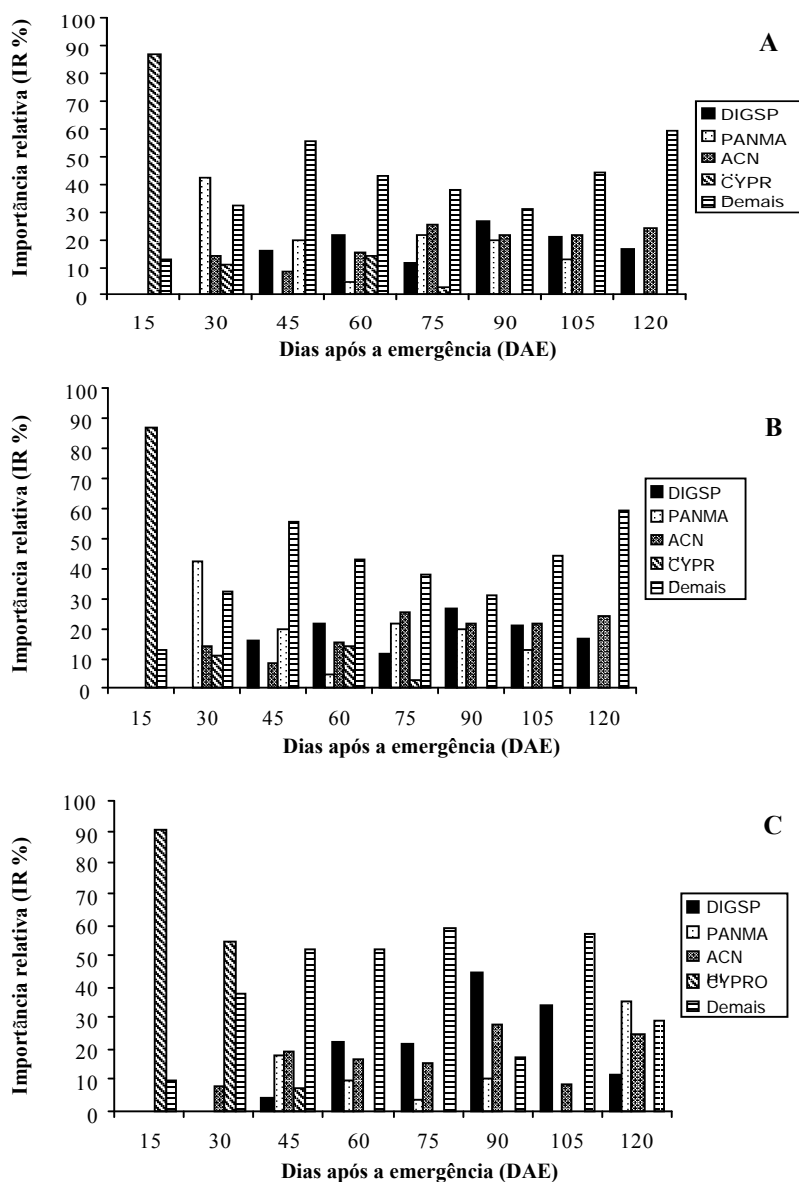 A
Importância relativa (IR %)
100
90
80
70
60
50
40
30
20
10
0
15 30 45 60 75 90 105 120
Dias após a emergência (DAE)
DIGSP
PANMA
ACN
CYPR
Demais
B
Importância relativa (IR %)
100
90
80
70
60
50
40
30
20
10
0
15 30 45 60 75 90 105 120
Dias após a emergência (DAE)
DIGSP
PANMA
ACN
CYPR
Demais
C
Importância relativa (IR %)
100
90
80
70
60
50
40
30
20
10
0
15 30 45 60 75 90 105 120
Dias após a emergência (DAE)
DIGSP
PANMA
ACN
CYPRO
Demais